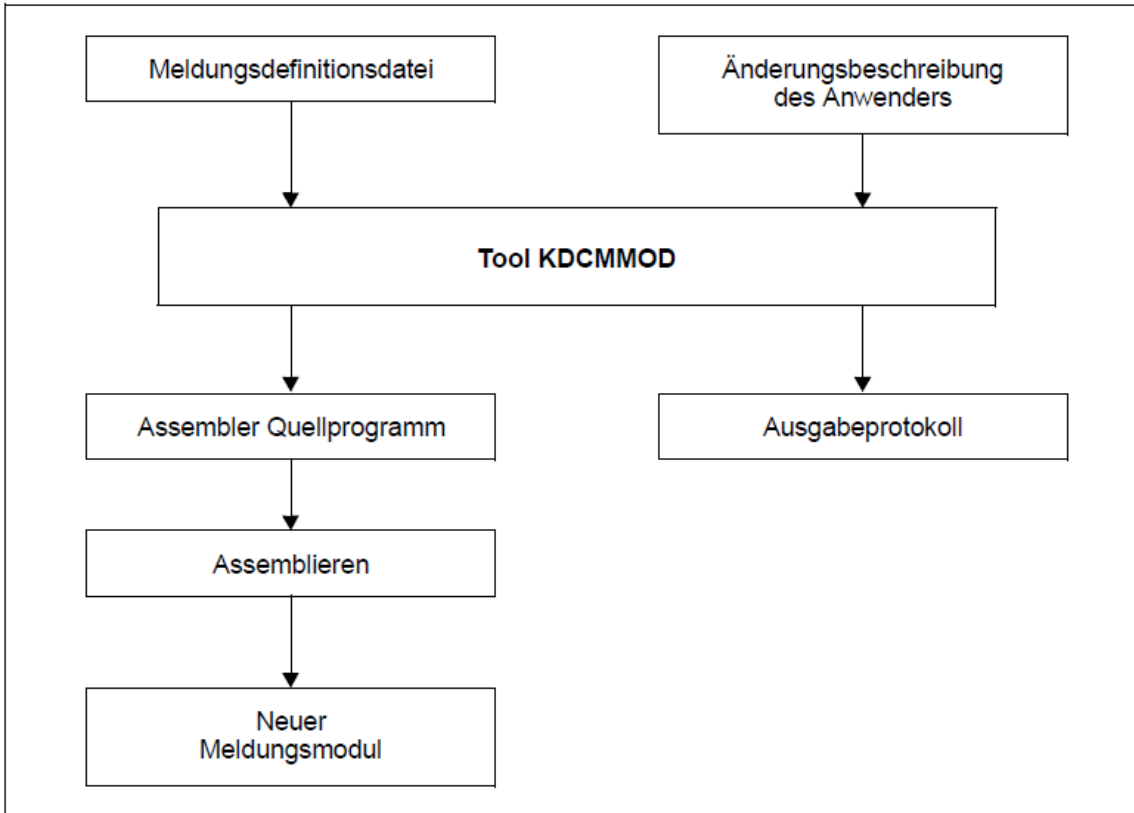 Meldungsdefinitionsdatei
Änderungsbeschreibung
des Anwenders
Tool KDCMMOD
Assembler Quellprogramm
Ausgabeprotokoll
Assemblieren
Neuer
Meldungsmodul